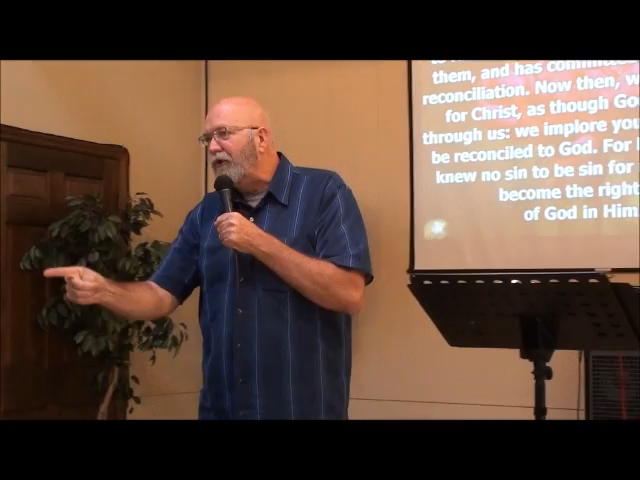 them, and has committed
reconciliation. Now then, w
for Christ, as though Go
through us: we implore you
be reconciled to God. For
knew no sin to be sin for
become the right
of God in Him